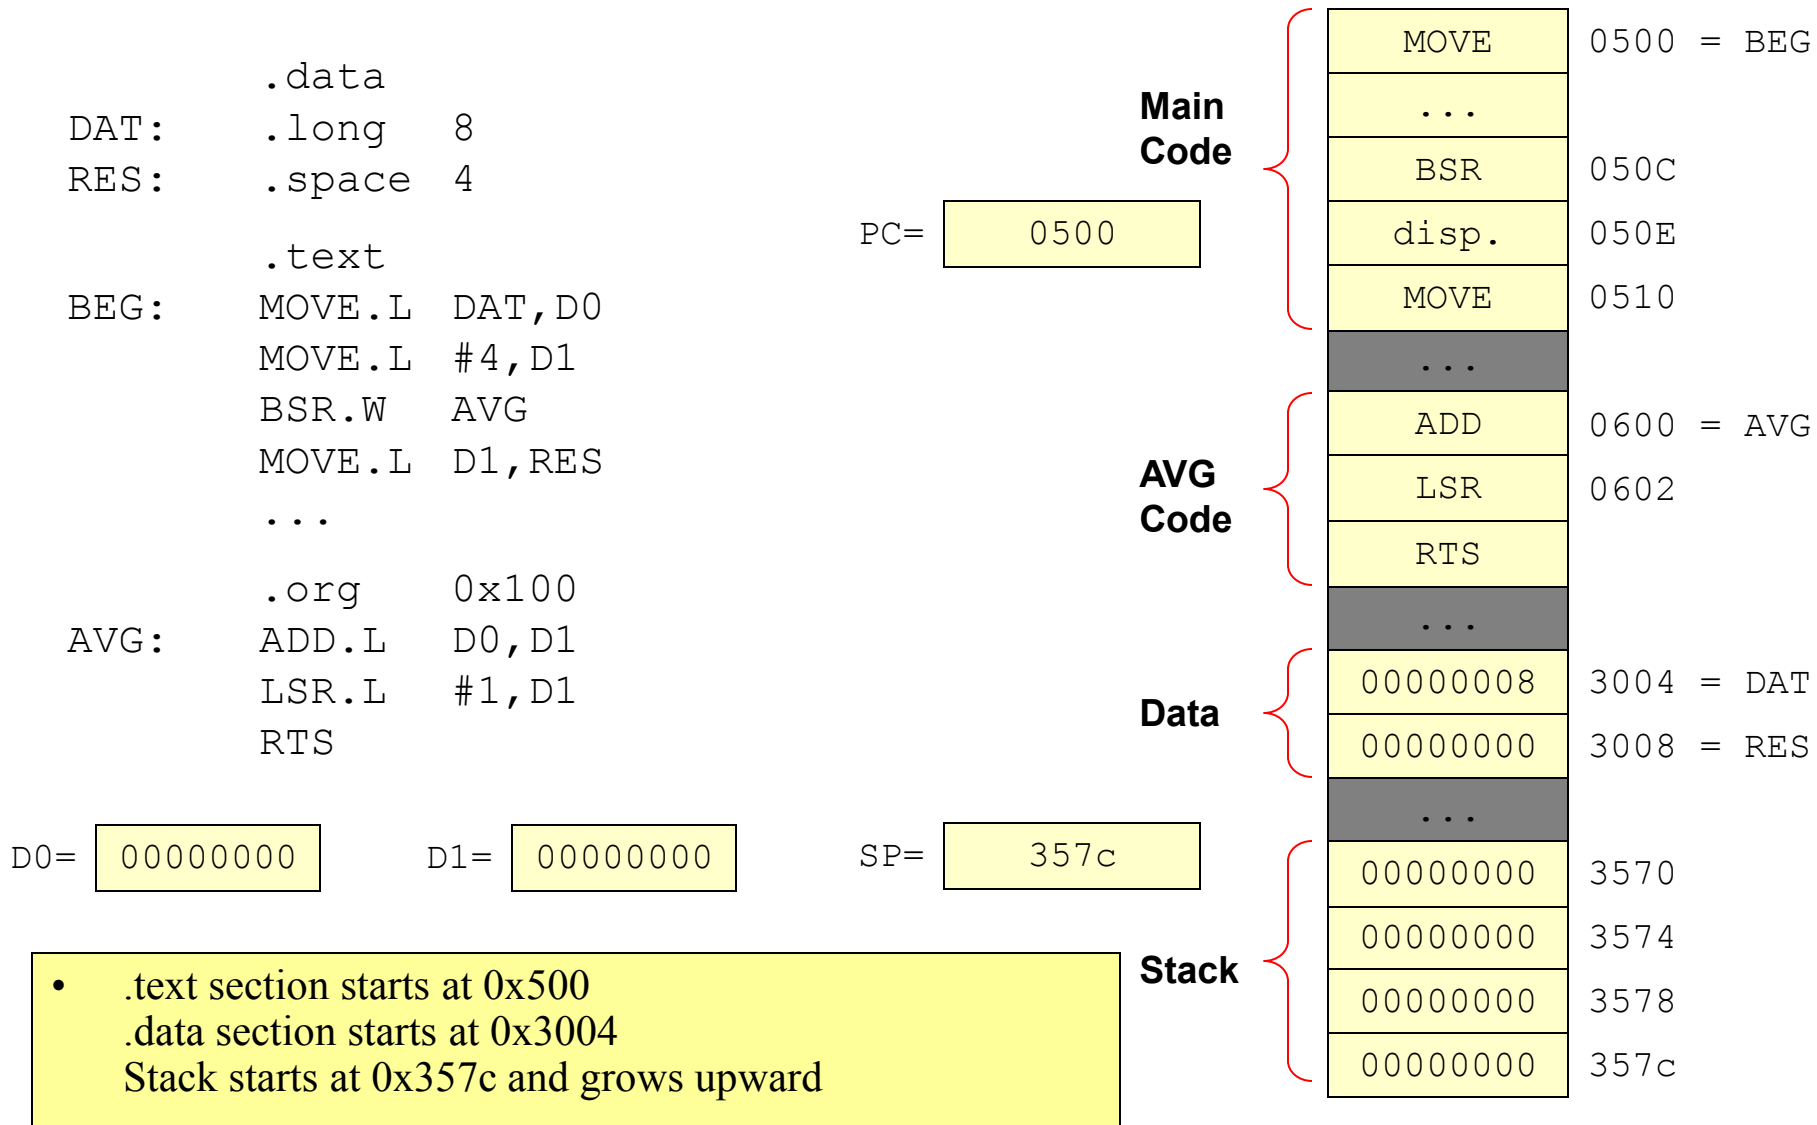 .data
DAT: .long 8
RES: .space 4
.text
BEG: MOVE.L DAT,D0
MOVE.L #4,D1
BSR.W AVG
MOVE.L D1,RES
...
.org 0x100
AVG: ADD.L D0,D1
LSR.L #1,D1
RTS
D0= 00000000
D1= 00000000
PC= 0500
SP= 357c
• .text section starts at 0x500
.data section starts at 0x3004
Stack starts at 0x357c and grows upward
Main
Code
MOVE 0500 = BEG
...
BSR 050C
disp. 050E
MOVE 0510
...
AVG
Code
ADD 0600 = AVG
LSR 0602
RTS
...
Data
00000008 3004 = DAT
00000000 3008 = RES
...
Stack
00000000 3570
00000000 3574
00000000 3578
00000000 357c